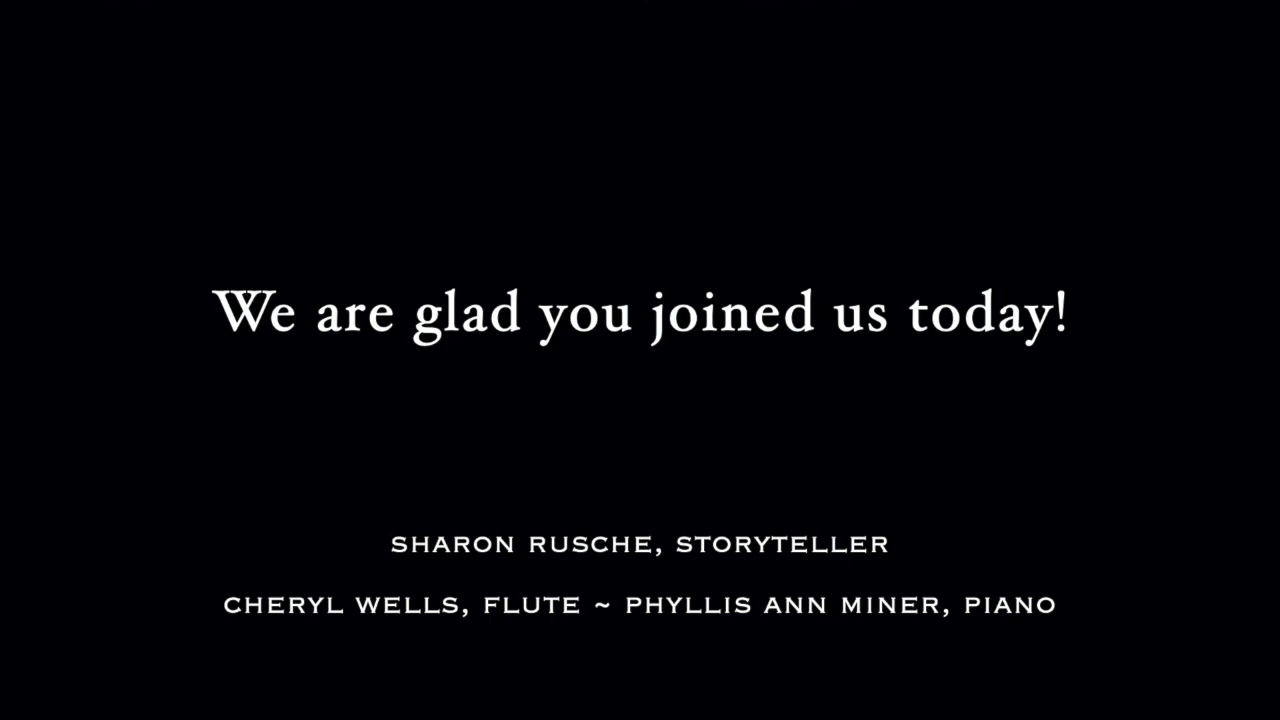 We are glad you joined us today!
SHARON RUSCHE, STORYTELLER
CHERYL WELLS, FLUTE ~ PHYLLIS ANN MINER, PIANO